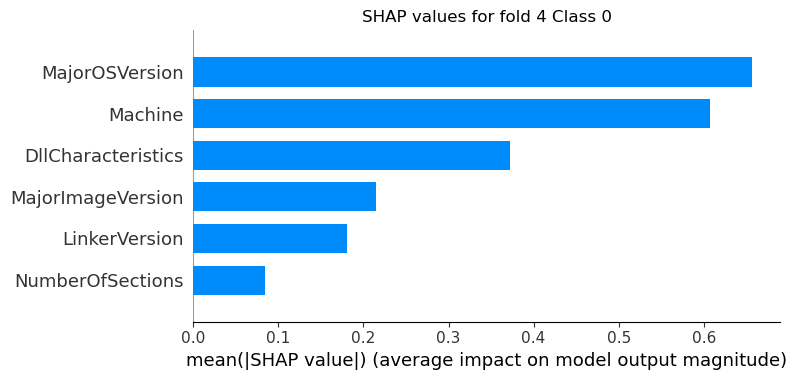 SHAP values for fold 4 Class 0
MajorOSVersion
Machine
DllCharacteristics
MajorImageVersion
LinkerVersion
NumberOfSections
0.0 0.1 0.2 0.3 0.4 0.5 0.6
mean(|SHAP value|) (average impact on model output magnitude)